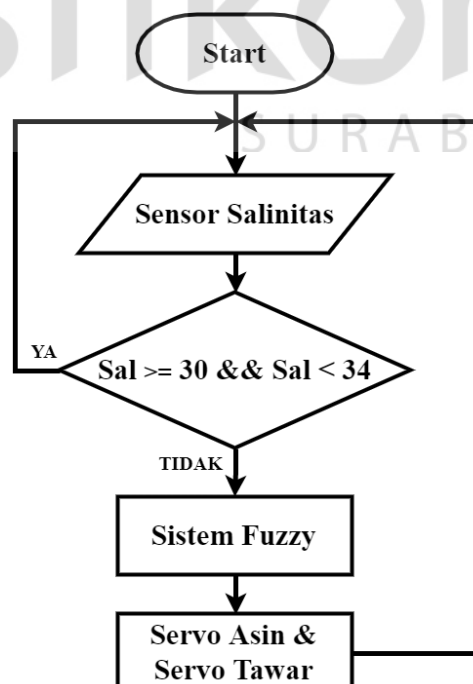 Start
SURAB
Sensor Salinitas
YA
Sal >= 30 && Sal < 34
TIDAK
Sistem Fuzzy
Servo Asin &
Servo Tawar